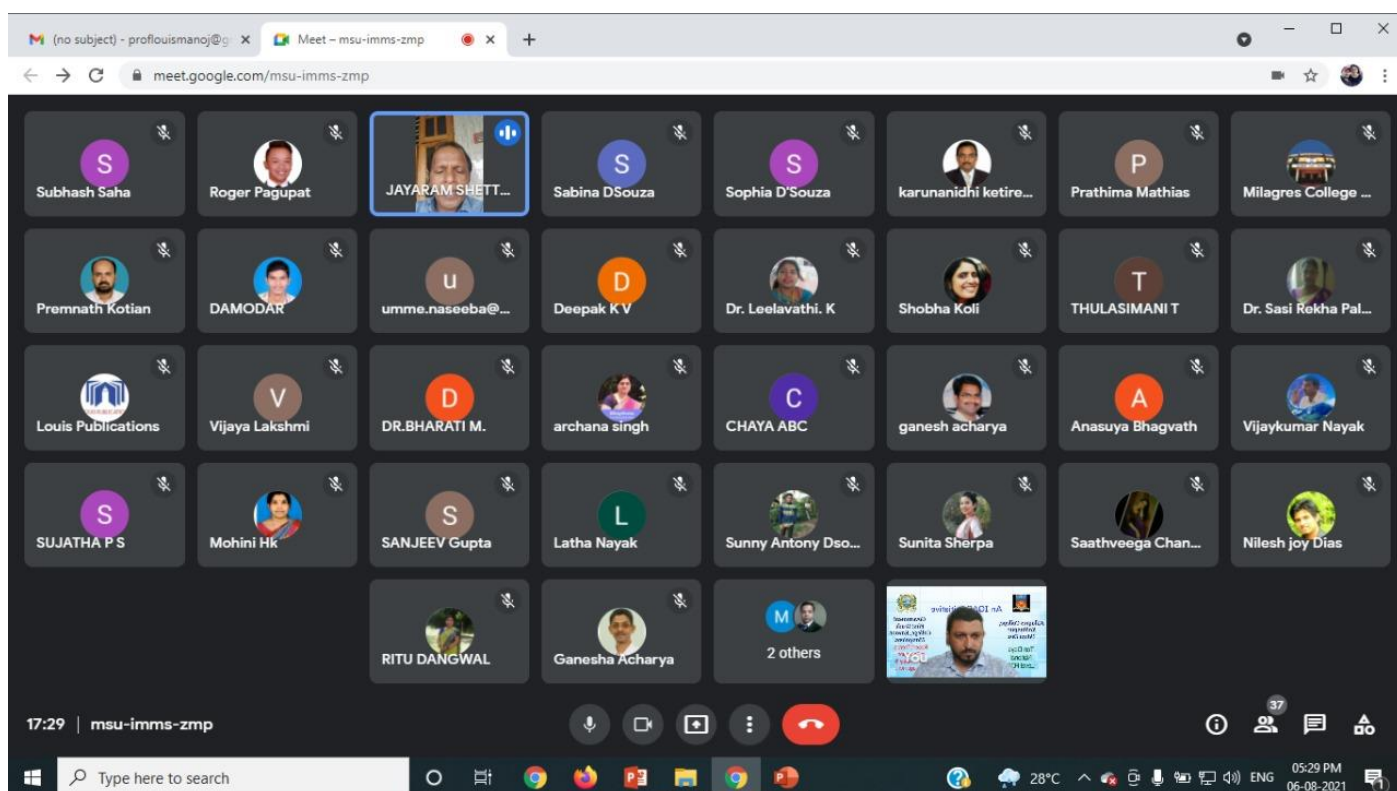 (no subject) - proflouismanoj@g
Meet – msu-imms-zmp
meet.google.com/msu-imms-zmp
S
Subhash Saha
Roger Pagupat
JAYARAM SHETT...
S
Sabina DSouza
S
Sophia D'Souza
karunanidhi ketire...
P
Prathima Mathias
Milagres College ...
Premnath Kotian
DAMODAR
u
umme.naseeba@...
D
Deepak K V
Dr. Leelavathi. K
Shobha Koli
T
THULASIMANI T
Dr. Sasi Rekha Pal...
Louis Publications
V
Vijaya Lakshmi
D
DR.BHARATI M.
archana singh
C
CHAYA ABC
ganesh acharya
A
Anasuya Bhagvath
Vijaykumar Nayak
S
SUJATHA P S
Mohini Hk
S
SANJEEV Gupta
L
Latha Nayak
Sunny Antony Dso...
Sunita Sherpa
Saathveega Chan...
Nilesh joy Dias
RITU DANGWAL
Ganesha Acharya
M
2 others
You
17:29 | msu-imms-zmp
37
Type here to search
28°C
ENG
05:29 PM
06-08-2021
1